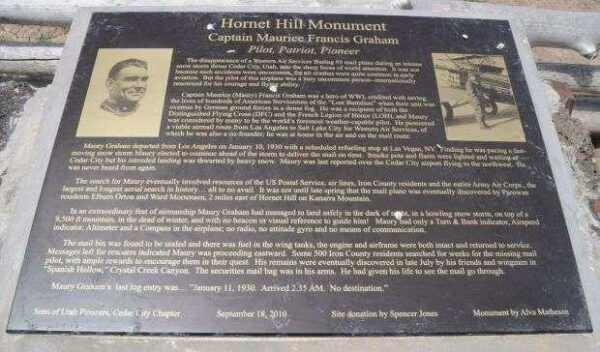 Hornet Hill Monument
Captain Maurice Francis Graham
Pilot, Patriot, Pioneer
The disappearance of a Western Air Services Boeing 95 mail plane during an intense
snow storm from Cedar City, Utah, into the sharp focus of world attention. It was not
because such accidents were uncommon, for air crashes were quite common in early
aviation. But the pilot of this airplane was a very uncommon person—internationally
renowned for his courage and flying ability
Captain Maurice (Maury) Francis Graham was a hero of WWI, credited with saving
the lives of hundreds of American Servicemen of the "Lost Battalion" when their unit was
overrun by German ground forces in a dense fog. He was a recipient of both the
Distinguished Flying Cross (DFC) and the French Legion of Honor (LOH), and Maury
was considered by many to be the world's foremost weather-capable pilot. He pioneered
a viable airmail route from Los Angeles to Salt Lake City for Western Air Services, of
which he was also a co-founder; he was at home in the air and on the mail route.
Maury Graham departed from Los Angeles on January 10, 1930 with a scheduled refueling stop at Las Vegas, NV. Finding he was pacing a fast-
moving snow storm Maury elected to continue ahead of the storm to deliver the mail on time. Smoke pots and flares were lighted and waiting at
Cedar City but his intended landing was thwarted by heavy snow. Maury was last reported over the Cedar City airport flying to the northwest. He
was never heard from again.
The search for Maury eventually involved resources of the US Postal Service, air lines, Iron County residents and the entire Army Air Corps., the
largest and longest aerial search in history... all to no avail. It was not until late spring that the mail plane was eventually discovered by Parowan
residents Elburn Orton and Ward Mortensen, 2 miles east of Hornet Hill on Kanarra Mountain.
In an extraordinary feat of airmanship Maury Graham had managed to land safely in the dark of night, in a howling snow storm, on top of a
9,500 ft mountain, in the dead of winter, and with no beacon or visual reference to guide him! Maury had only a Turn & Bank indicator, Airspeed
indicator, Altimeter and a Compass in the airplane; no radio, no attitude gyro and no means of communication.
The mail bin was found to be sealed and there was fuel in the wing tanks, the engine and airframe were both intact and returned to service.
Messages left for rescuers indicated Maury was proceeding eastward. Some 500 Iron County residents searched for weeks for the missing mail
pilot, with ample rewards to encourage them in their quest. His remains were eventually discovered in late July by his friends and wingmen in
"Spanish Hollow," Crystal Creek Canyon. The securities mail bag was in his arms. He had given his life to see the mail go through.
Maury Graham's last log entry was... "January 11, 1930. Arrived 2.35 AM. No destination."
Sons of Utah Pioneers, Cedar City Chapter September 18, 2010 Site donation by Spencer Jones Monument by Alva Matheson